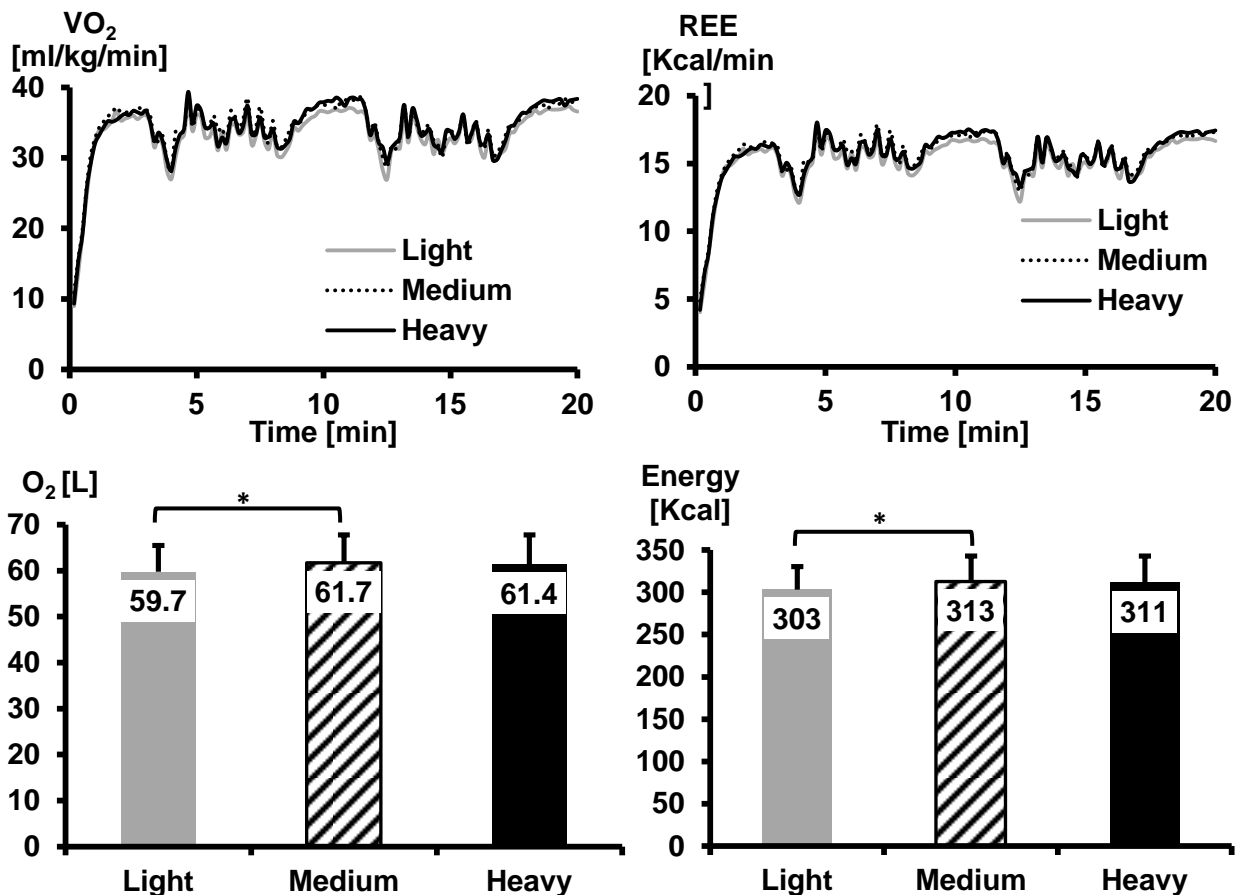 VO2
[ml/kg/min]
40
30
20
10
0
0 5 10 15 20
Time [min]
Light
Medium
Heavy
REE
[Kcal/min
]
20
15
10
5
0
0 5 10 15 20
Time [min]
Light
Medium
Heavy
O2 [L]
*
70
60
50
40
30
20
10
0
59.7 61.7 61.4
Light Medium Heavy
Energy
[Kcal]
*
350
300
250
200
150
100
50
0
303 313 311
Light Medium Heavy